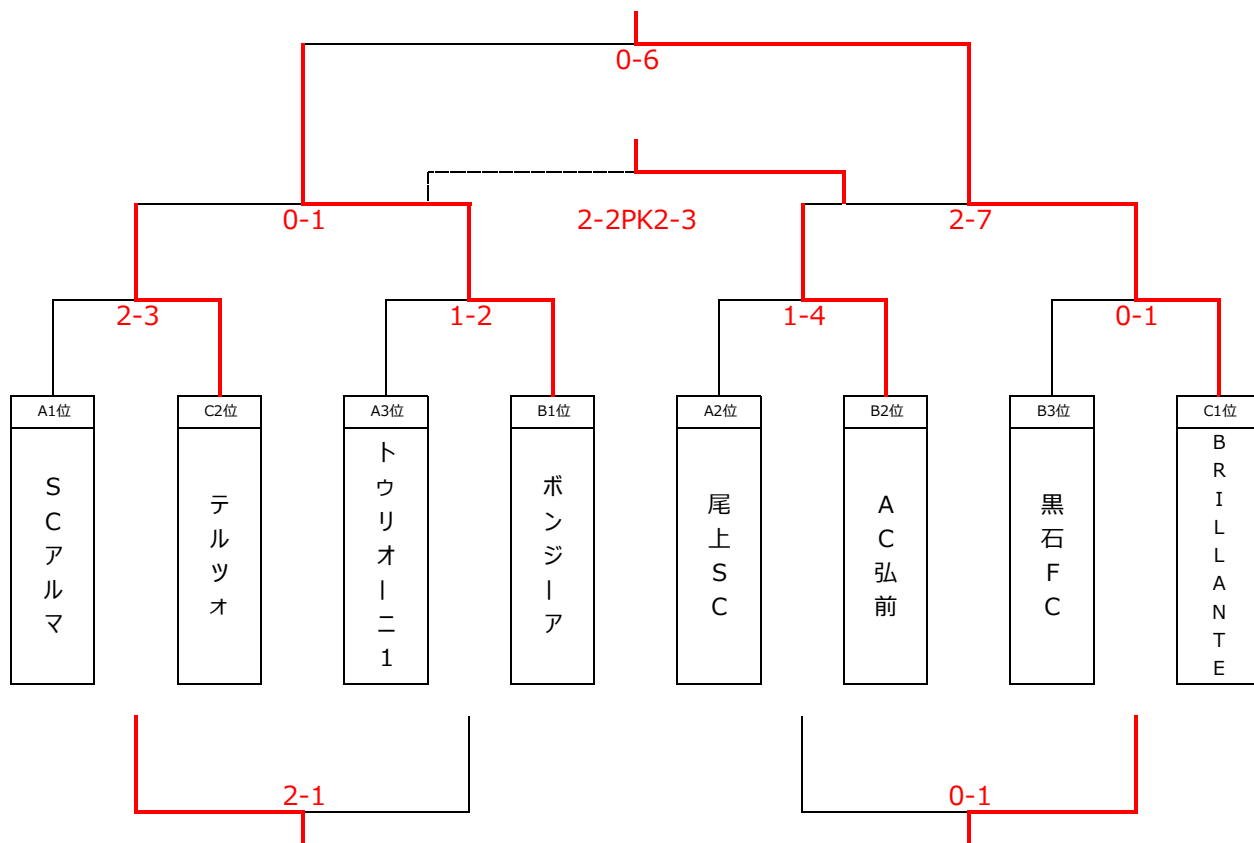 0-6
0-1
2-2PK2-3
2-7
2-3
1-2
1-4
0-1
A1位
C2位
A3位
B1位
A2位
B2位
B3位
C1位
SCアルマ
テルツォ
トゥリオーニ1
ボンジーア
尾上SC
AC弘前
黒石FC
BRILLANTE
2-1
0-1